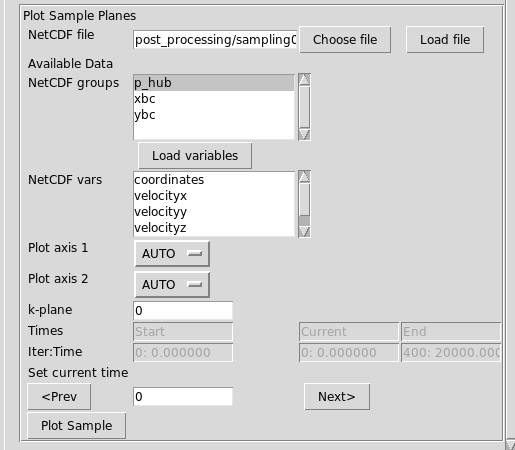 Plot Sample Planes
NetCDF file post_processing/sampling0 Choose file Load file
Available Data
NetCDF groups p_hub
xbc
ybc
Load variables
NetCDF vars coordinates
velocityx
velocityy
velocityz
Plot axis 1 AUTO
Plot axis 2 AUTO
k-plane 0
Times Start Current End
Iter:Time 0: 0.000000 0: 0.000000 400: 20000.000
Set current time
<Prev 0 Next>
Plot Sample